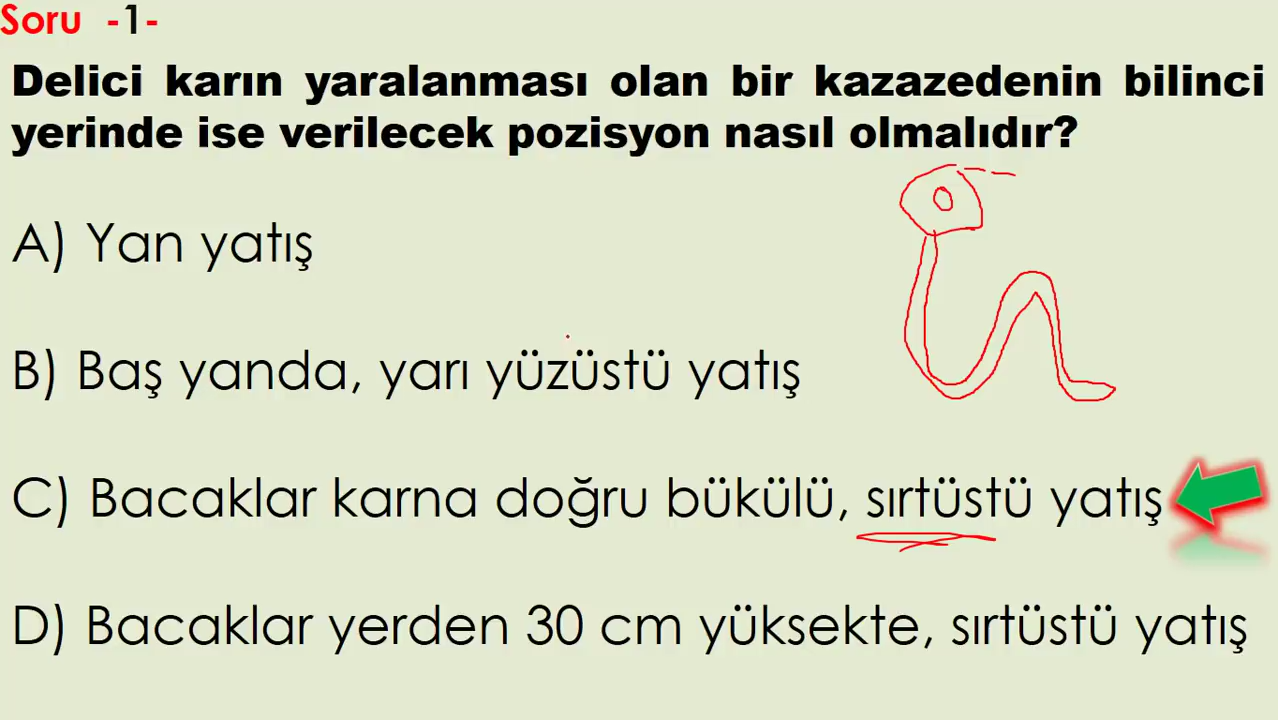 Soru -1-
Delici karın yaralanması olan bir kazazedenin bilinci
yerinde ise verilecek pozisyon nasıl olmalıdır?
A) Yan yatış
B) Baş yanda, yarı yüzüstü yatış
C) Bacaklar karna doğru bükülü, sırtüstü yatış
D) Bacaklar yerden 30 cm yüksekte, sırtüstü yatış